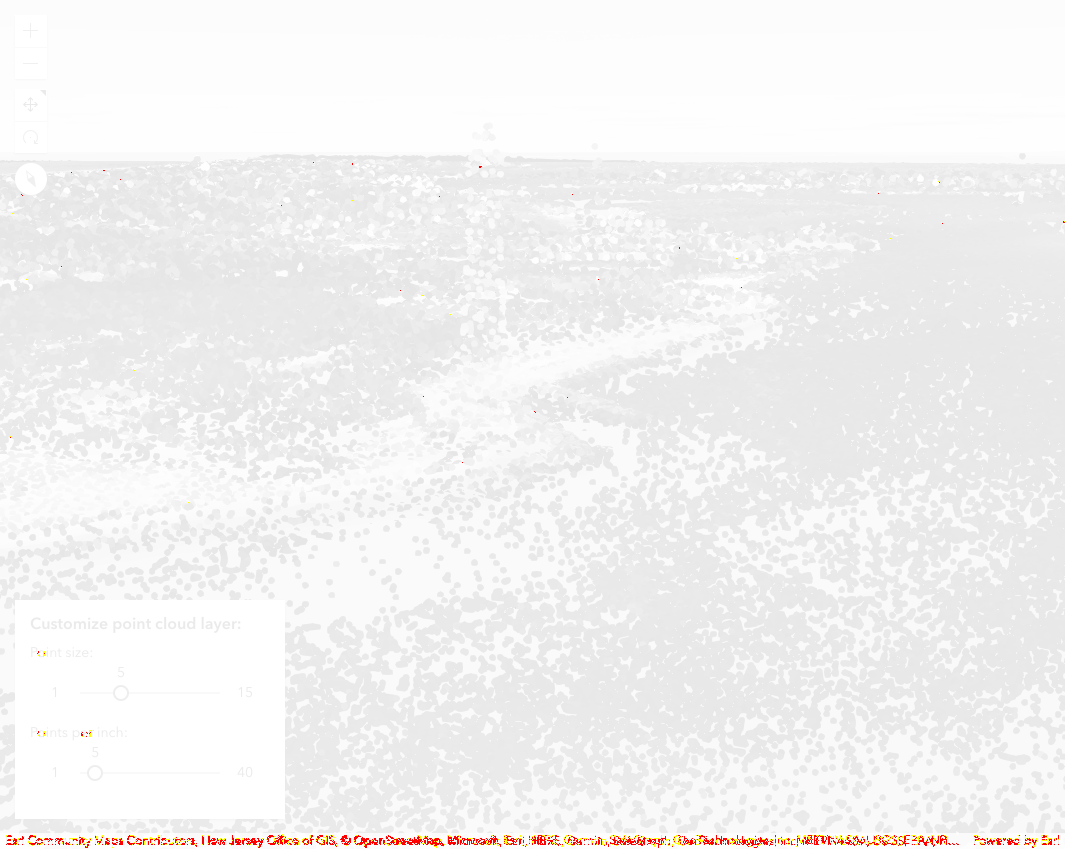 Customize point cloud layer:
Point size:
5
1 15
Points per inch:
5
1 40
Esri Community Maps Contributors, New Jersey Office of GIS, © OpenStreetMap, Microsoft, Esri, HERE, Garmin, SafeGraph, GeoTechnologies, Inc, METI/NASA, USGS, EPA, NP... Powered by Esri